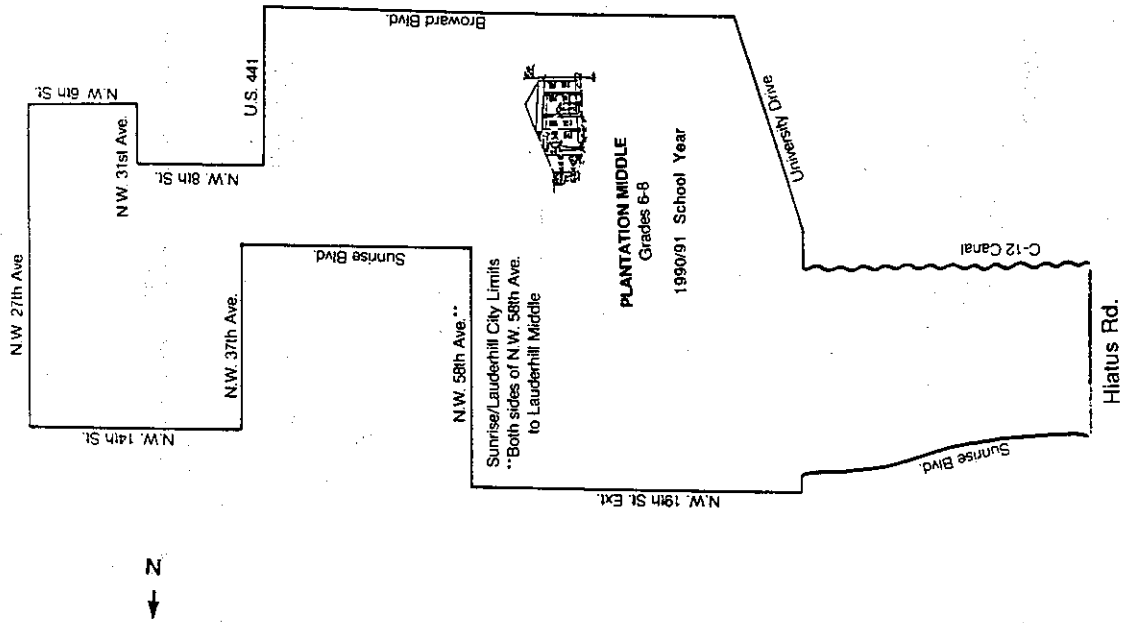 N.W. 27th Ave
N.W. 6th St.
N.W. 31st Ave.
N.W. 8th St.
U.S. 441
Broward Blvd.
N.W. 14th St.
N.W. 37th Ave.
Sunrise Blvd.
N.W. 58th Ave.**
Sunrise/Lauderhill City Limits
**Both sides of N.W. 58th Ave.
to Lauderhill Middle
PLANTATION MIDDLE
Grades 6-8
1990/91 School Year
University Drive
N.W. 19th St. Ext.
C-12 Canal
Sunrise Blvd.
Hiatus Rd.
N